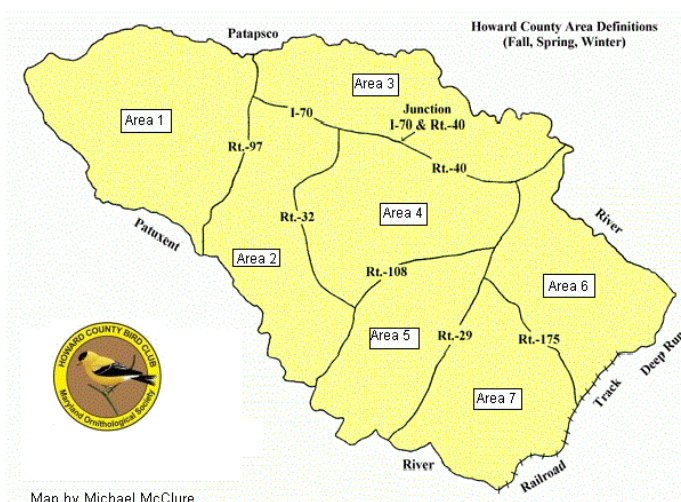 Howard County Area Definitions
(Fall, Spring, Winter)
Patapsco
Area 3
I-70
Junction
I-70 & Rt.-40
Area 1
Rt.-97
Rt.-40
Rt.-32
Area 4
River
Patuxent
Area 2
Rt.-108
Area 6
Area 5
Rt.-29
Rt.-175
Deep Run
Track
Area 7
River
Railroad
HOWARD COUNTY BIRD CLUB
Maryland Ornithological Society
Map by Michael McClure